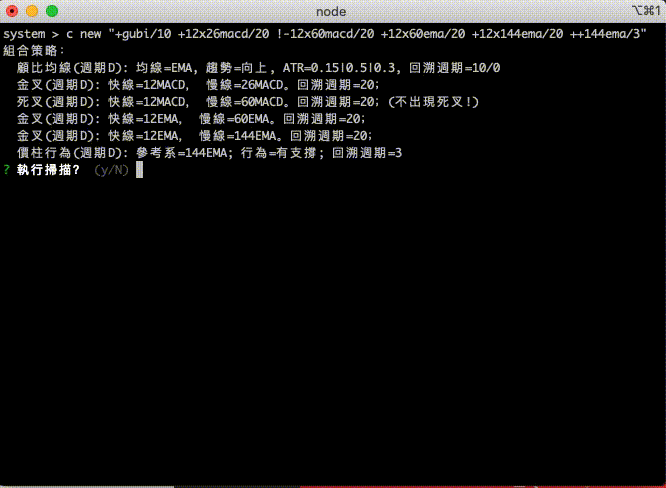 node
⌥⌘1
system > c new "+gubi/10 +12x26macd/20 !-12x60macd/20 +12x60ema/20 +12x144ema/20 ++144ema/3"
組合策略：
顧比均線(週期D)：均線=EMA, 趨勢=向上, ATR=0.15|0.5|0.3, 回溯週期=10/0
金叉(週期D)：快線=12MACD,  慢線=26MACD。回溯週期=20;
死叉(週期D)：快線=12MACD,  慢線=60MACD。回溯週期=20; (不出現死叉!)
金叉(週期D)：快線=12EMA,  慢線=60EMA。回溯週期=20;
金叉(週期D)：快線=12EMA,  慢線=144EMA。回溯週期=20;
價柱行為(週期D)：參考系=144EMA; 行為=有支撐; 回溯週期=3
? 執行掃描?  (y/N)